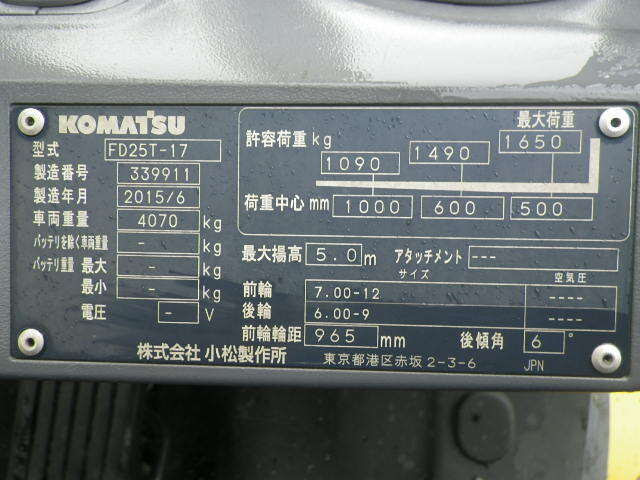 KOMATSU
型式 FD25T-17
製造番号 339911
製造年月 2015/6
車両重量 4070 kg
バッテリを除く車両重量 - kg
バッテリ重量 最大 - kg
最小 - kg
電圧 - V
最大荷重
許容荷重 kg 1090 1490 1650
荷重中心 mm 1000 600 500
最大揚高 5.0 m アタッチメント ---
サイズ 空気圧
前輪 7.00-12 ----
後輪 6.00-9 ----
前輪輪距 965 mm 後傾角 6°
株式会社 小松製作所 東京都港区赤坂 2-3-6 JPN